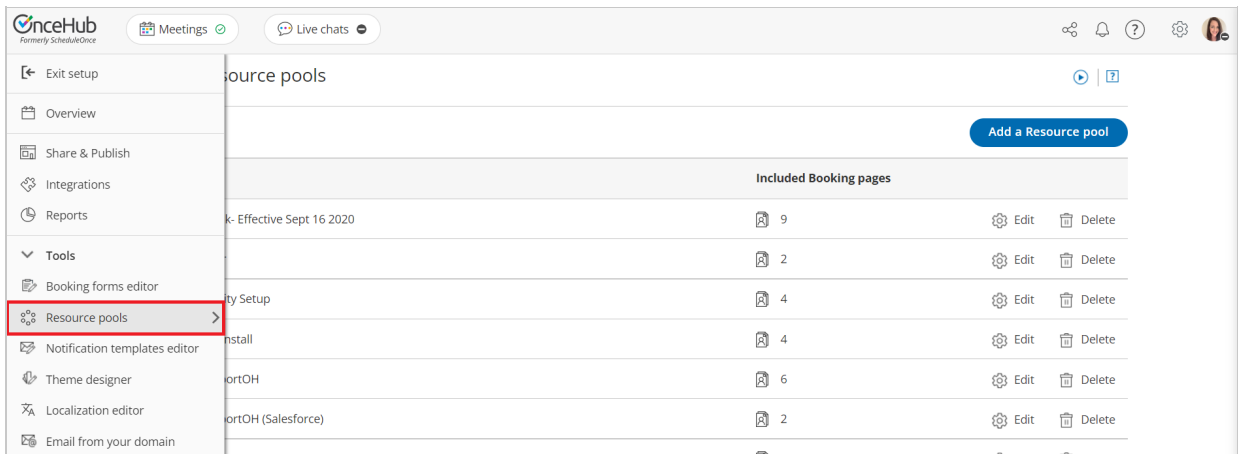 OnceHub
Formerly ScheduleOnce
Meetings
Live chats
?
Exit setup
source pools
?
Overview
Add a Resource pool
Share & Publish
Included Booking pages
Integrations
Reports
k- Effective Sept 16 2020 9 Edit Delete
Tools
2 Edit Delete
Booking forms editor
ity Setup 4 Edit Delete
Resource pools
nstall 4 Edit Delete
Notification templates editor
Theme designer
ortOH 6 Edit Delete
Localization editor
ortOH (Salesforce) 2 Edit Delete
Email from your domain